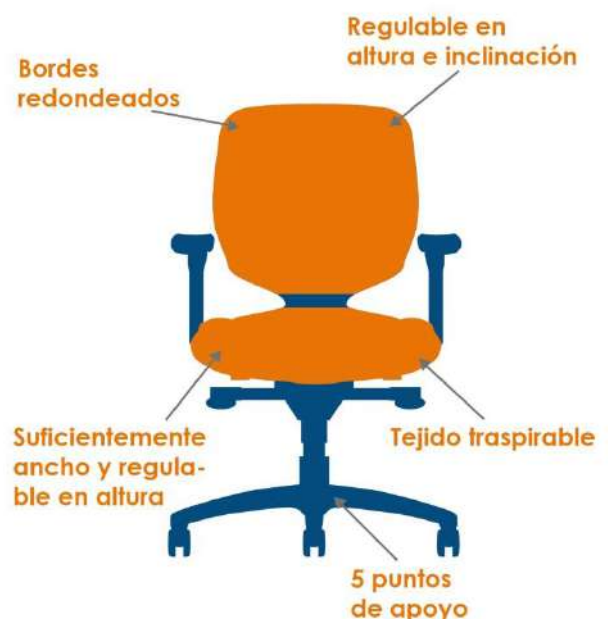 Regulable en
altura e inclinación
Bordes
redondeados
Suficientemente
ancho y regula-
ble en altura
Tejido traspirable
5 puntos
de apoyo